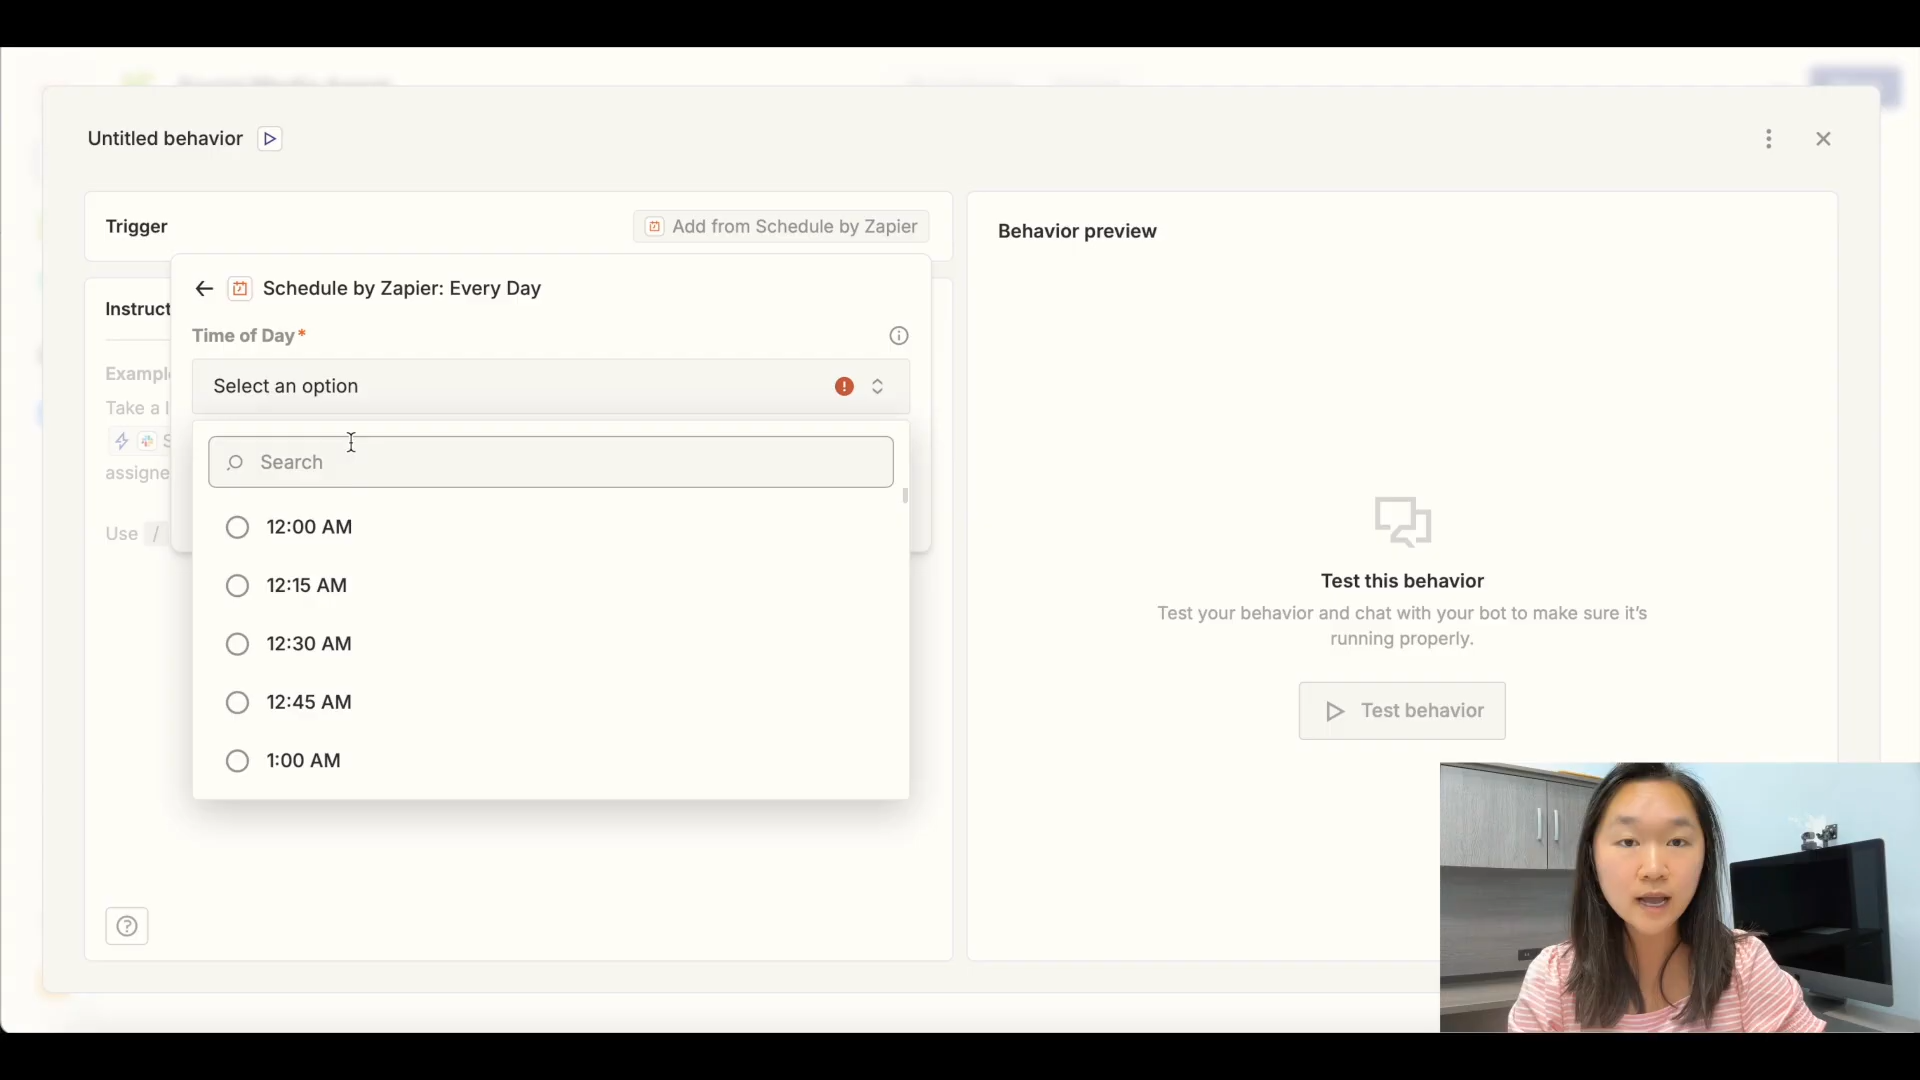 Untitled behavior
Trigger
Add from Schedule by Zapier
Behavior preview
Schedule by Zapier: Every Day
Instruct
Time of Day*
Exampl
Select an option
Take a l
S
Search
assigne
12:00 AM
Use /
12:15 AM
Test this behavior
Test your behavior and chat with your bot to make sure it's
running properly.
12:30 AM
12:45 AM
Test behavior
1:00 AM